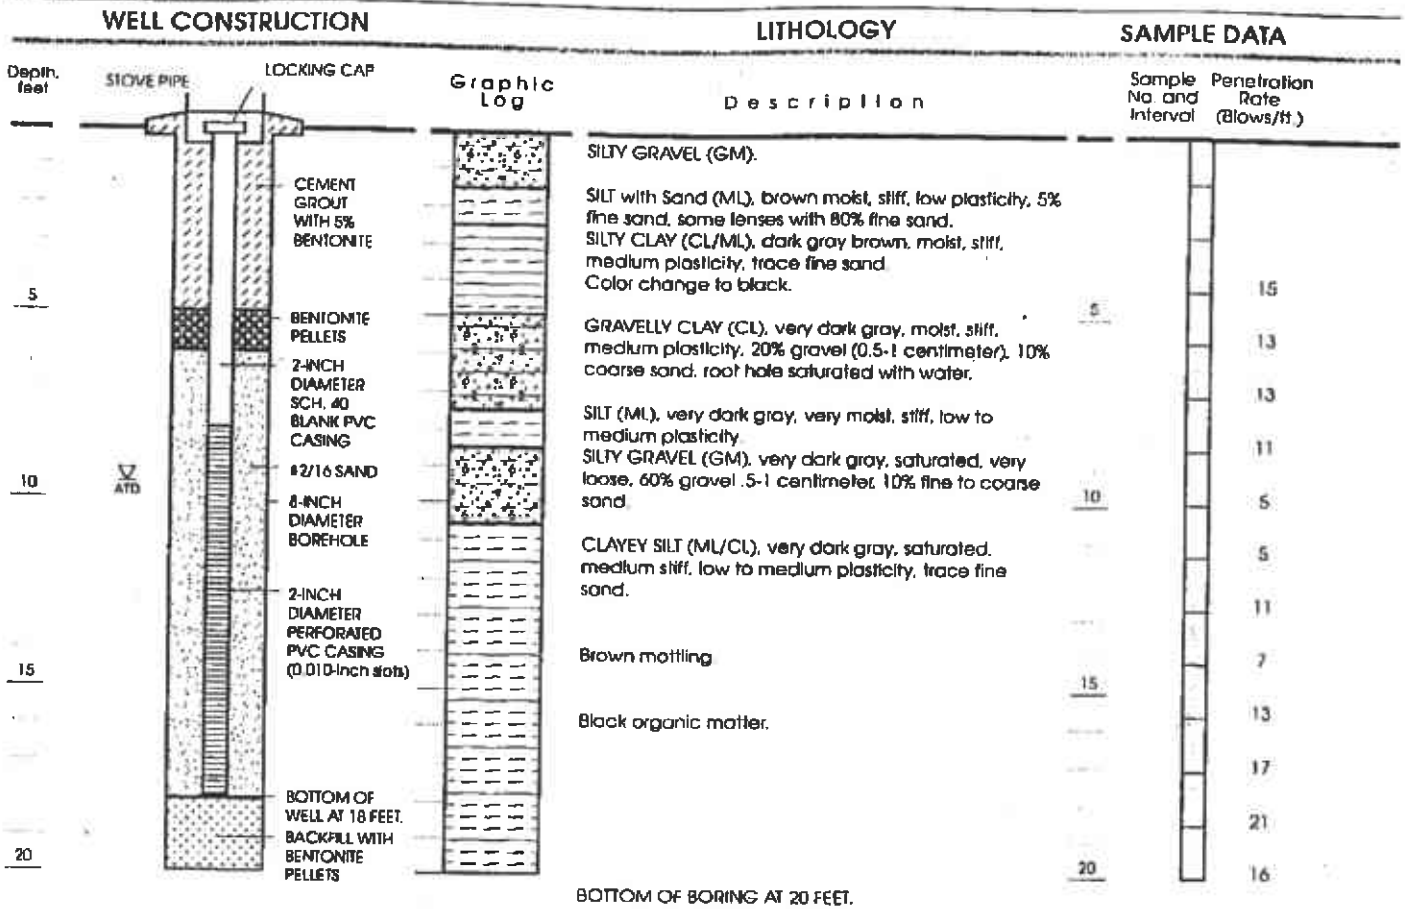 WELL CONSTRUCTION
LITHOLOGY
SAMPLE DATA
Depth,
feet
STOVE PIPE
LOCKING CAP
Graphic
Log
Description
Sample
No. and
Interval
Penetration
Rate
(Blows/ft.)
CEMENT
GROUT
WITH 5%
BENTONITE
BENTONITE
PELLETS
2-INCH
DIAMETER
SCH. 40
BLANK PVC
CASING
#2/16 SAND
8-INCH
DIAMETER
BOREHOLE
2-INCH
DIAMETER
PERFORATED
PVC CASING
(0.010-inch slots)
BOTTOM OF
WELL AT 18 FEET.
BACKFILL WITH
BENTONITE
PELLETS
5
10
15
20
ATD
SILTY GRAVEL (GM).
SILT with Sand (ML), brown moist, stiff, low plasticity, 5%
fine sand, some lenses with 80% fine sand.
SILTY CLAY (CL/ML), dark gray brown, moist, stiff,
medium plasticity, trace fine sand
Color change to black.
GRAVELLY CLAY (CL), very dark gray, moist, stiff,
medium plasticity, 20% gravel (0.5-1 centimeter), 10%
coarse sand, root hole saturated with water.
SILT (ML), very dark gray, very moist, stiff, low to
medium plasticity
SILTY GRAVEL (GM), very dark gray, saturated, very
loose, 60% gravel .5-1 centimeter, 10% fine to coarse
sand
CLAYEY SILT (ML/CL), very dark gray, saturated,
medium stiff, low to medium plasticity, trace fine
sand.
Brown mottling
Black organic matter.
BOTTOM OF BORING AT 20 FEET.
5
10
15
20
15
13
13
11
5
5
11
7
13
17
21
16